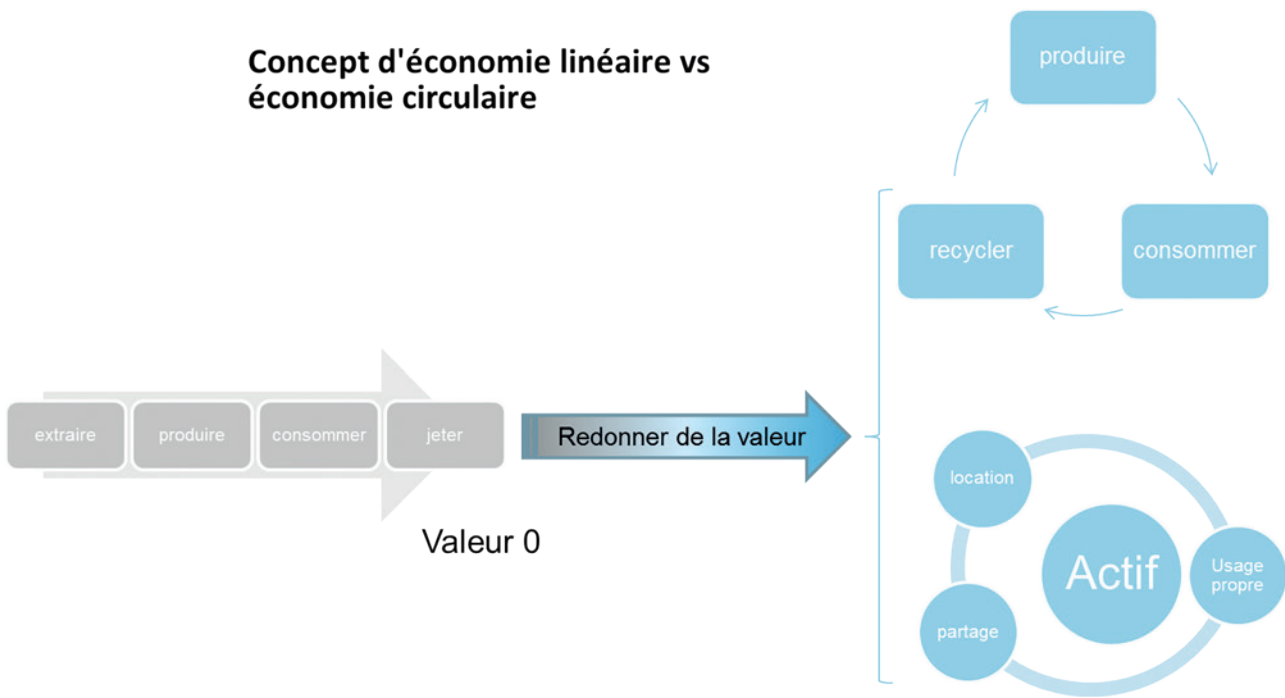 Concept d'économie linéaire vs
économie circulaire
produire
recycler
consommer
extraire
produire
consommer
jeter
Redonner de la valeur
Valeur 0
location
Actif
Usage
propre
partage